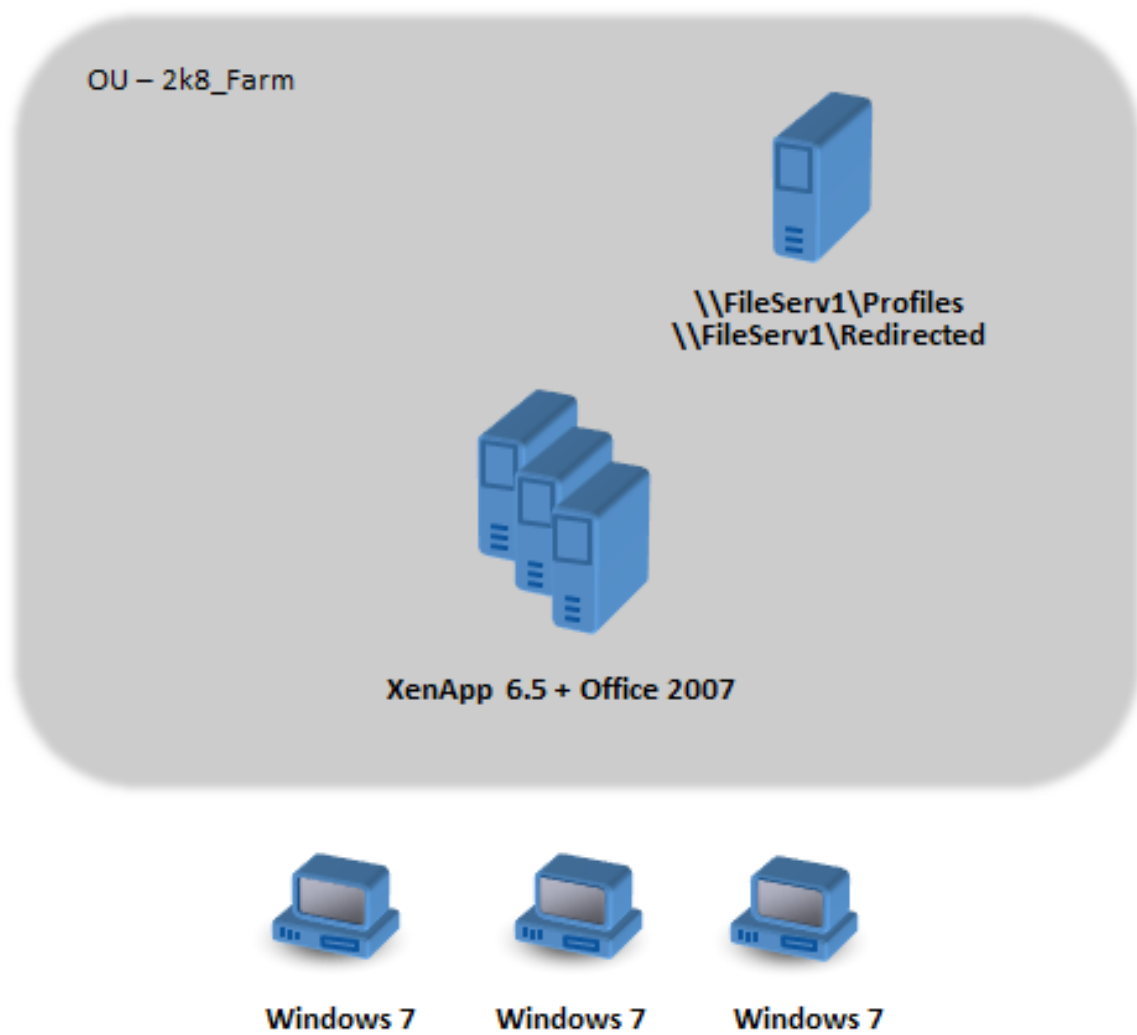 OU – 2k8_Farm
\\FileServ1\Profiles
\\FileServ1\Redirected
XenApp 6.5 + Office 2007
Windows 7
Windows 7
Windows 7